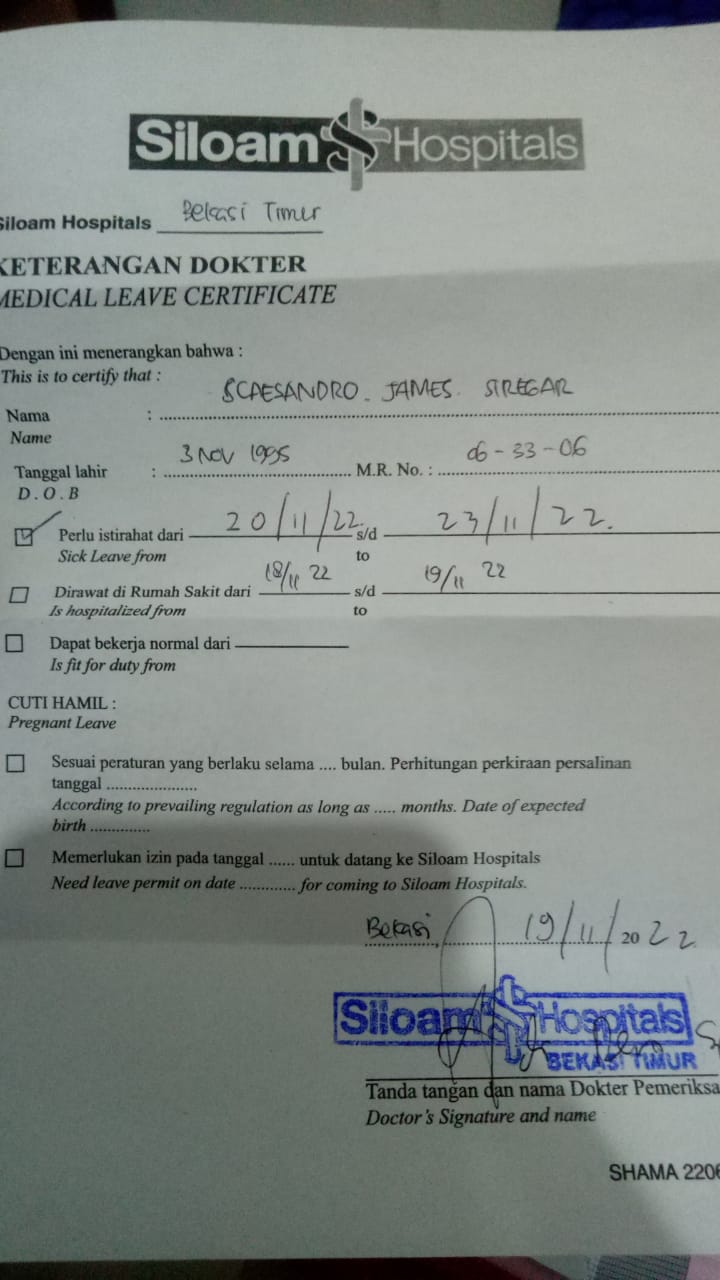 Siloam Hospitals
Siloam Hospitals Bekasi Timur
KETERANGAN DOKTER
MEDICAL LEAVE CERTIFICATE
Dengan ini menerangkan bahwa :
This is to certify that :
Nama : SCAESANDRO. JAMES. SIREGAR
Name
Tanggal lahir : 3 NOV 1995 M.R. No. : 06-33-06
D.O.B
Perlu istirahat dari 20/11/22 s/d 23/11/22.
Sick Leave from to
Dirawat di Rumah Sakit dari 18/11 22 s/d 19/11 22
Is hospitalized from to
Dapat bekerja normal dari
Is fit for duty from
CUTI HAMIL :
Pregnant Leave
Sesuai peraturan yang berlaku selama .... bulan. Perhitungan perkiraan persalinan
tanggal .....................
According to prevailing regulation as long as ..... months. Date of expected
birth ..............
Memerlukan izin pada tanggal ...... untuk datang ke Siloam Hospitals
Need leave permit on date ............. for coming to Siloam Hospitals.
Bekasi, 19/11/2022
Siloam Hospitals
BEKASI TIMUR
Tanda tangan dan nama Dokter Pemeriksa
Doctor's Signature and name
SHAMA 2206